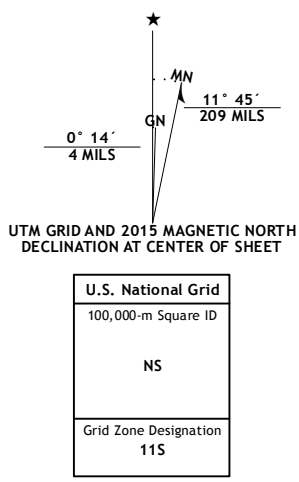 MN
11° 45´
209 MILS
GN
0° 14´
4 MILS
UTM GRID AND 2015 MAGNETIC NORTH
DECLINATION AT CENTER OF SHEET
U.S. National Grid
100,000-m Square ID
NS
Grid Zone Designation
11S